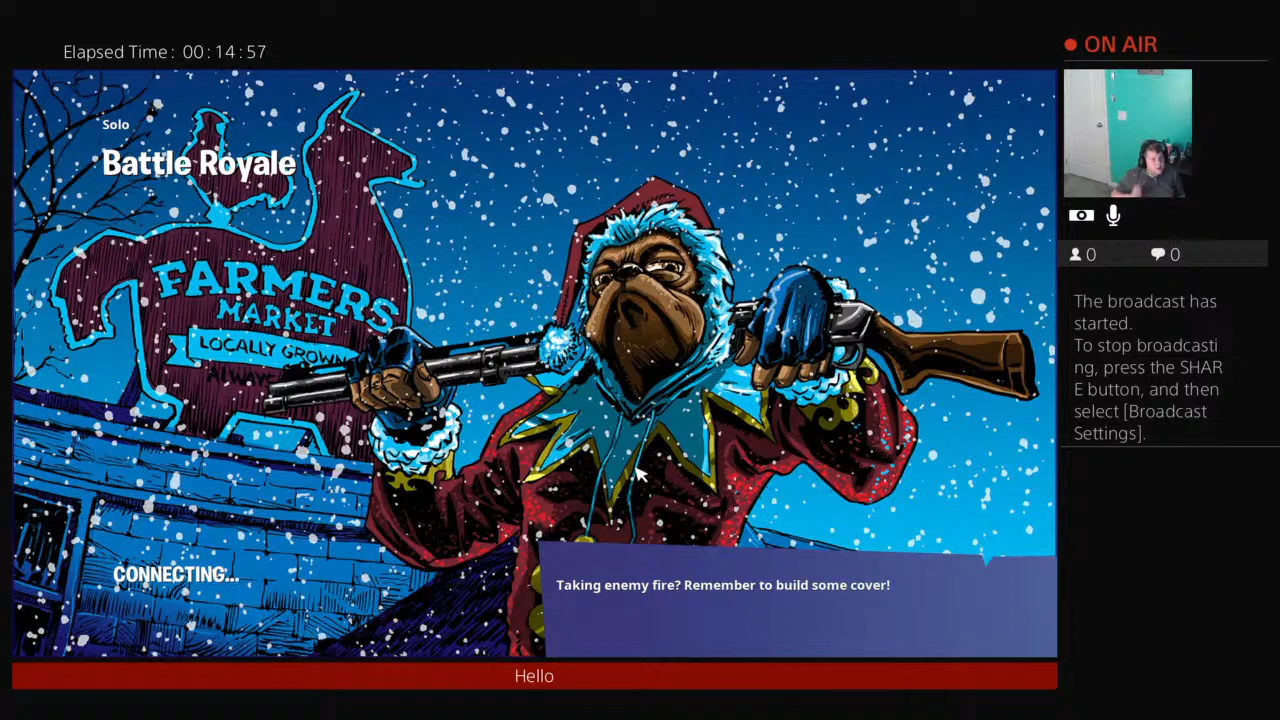 Elapsed Time: 00:14:57
ON AIR
Solo
Battle Royale
FARMERS
MARKET
LOCALLY GROWN
CONNECTING...
Taking enemy fire? Remember to build some cover!
Hello
0 0
The broadcast has
started.
To stop broadcasti
ng, press the SHAR
E button, and then
select [Broadcast
Settings].